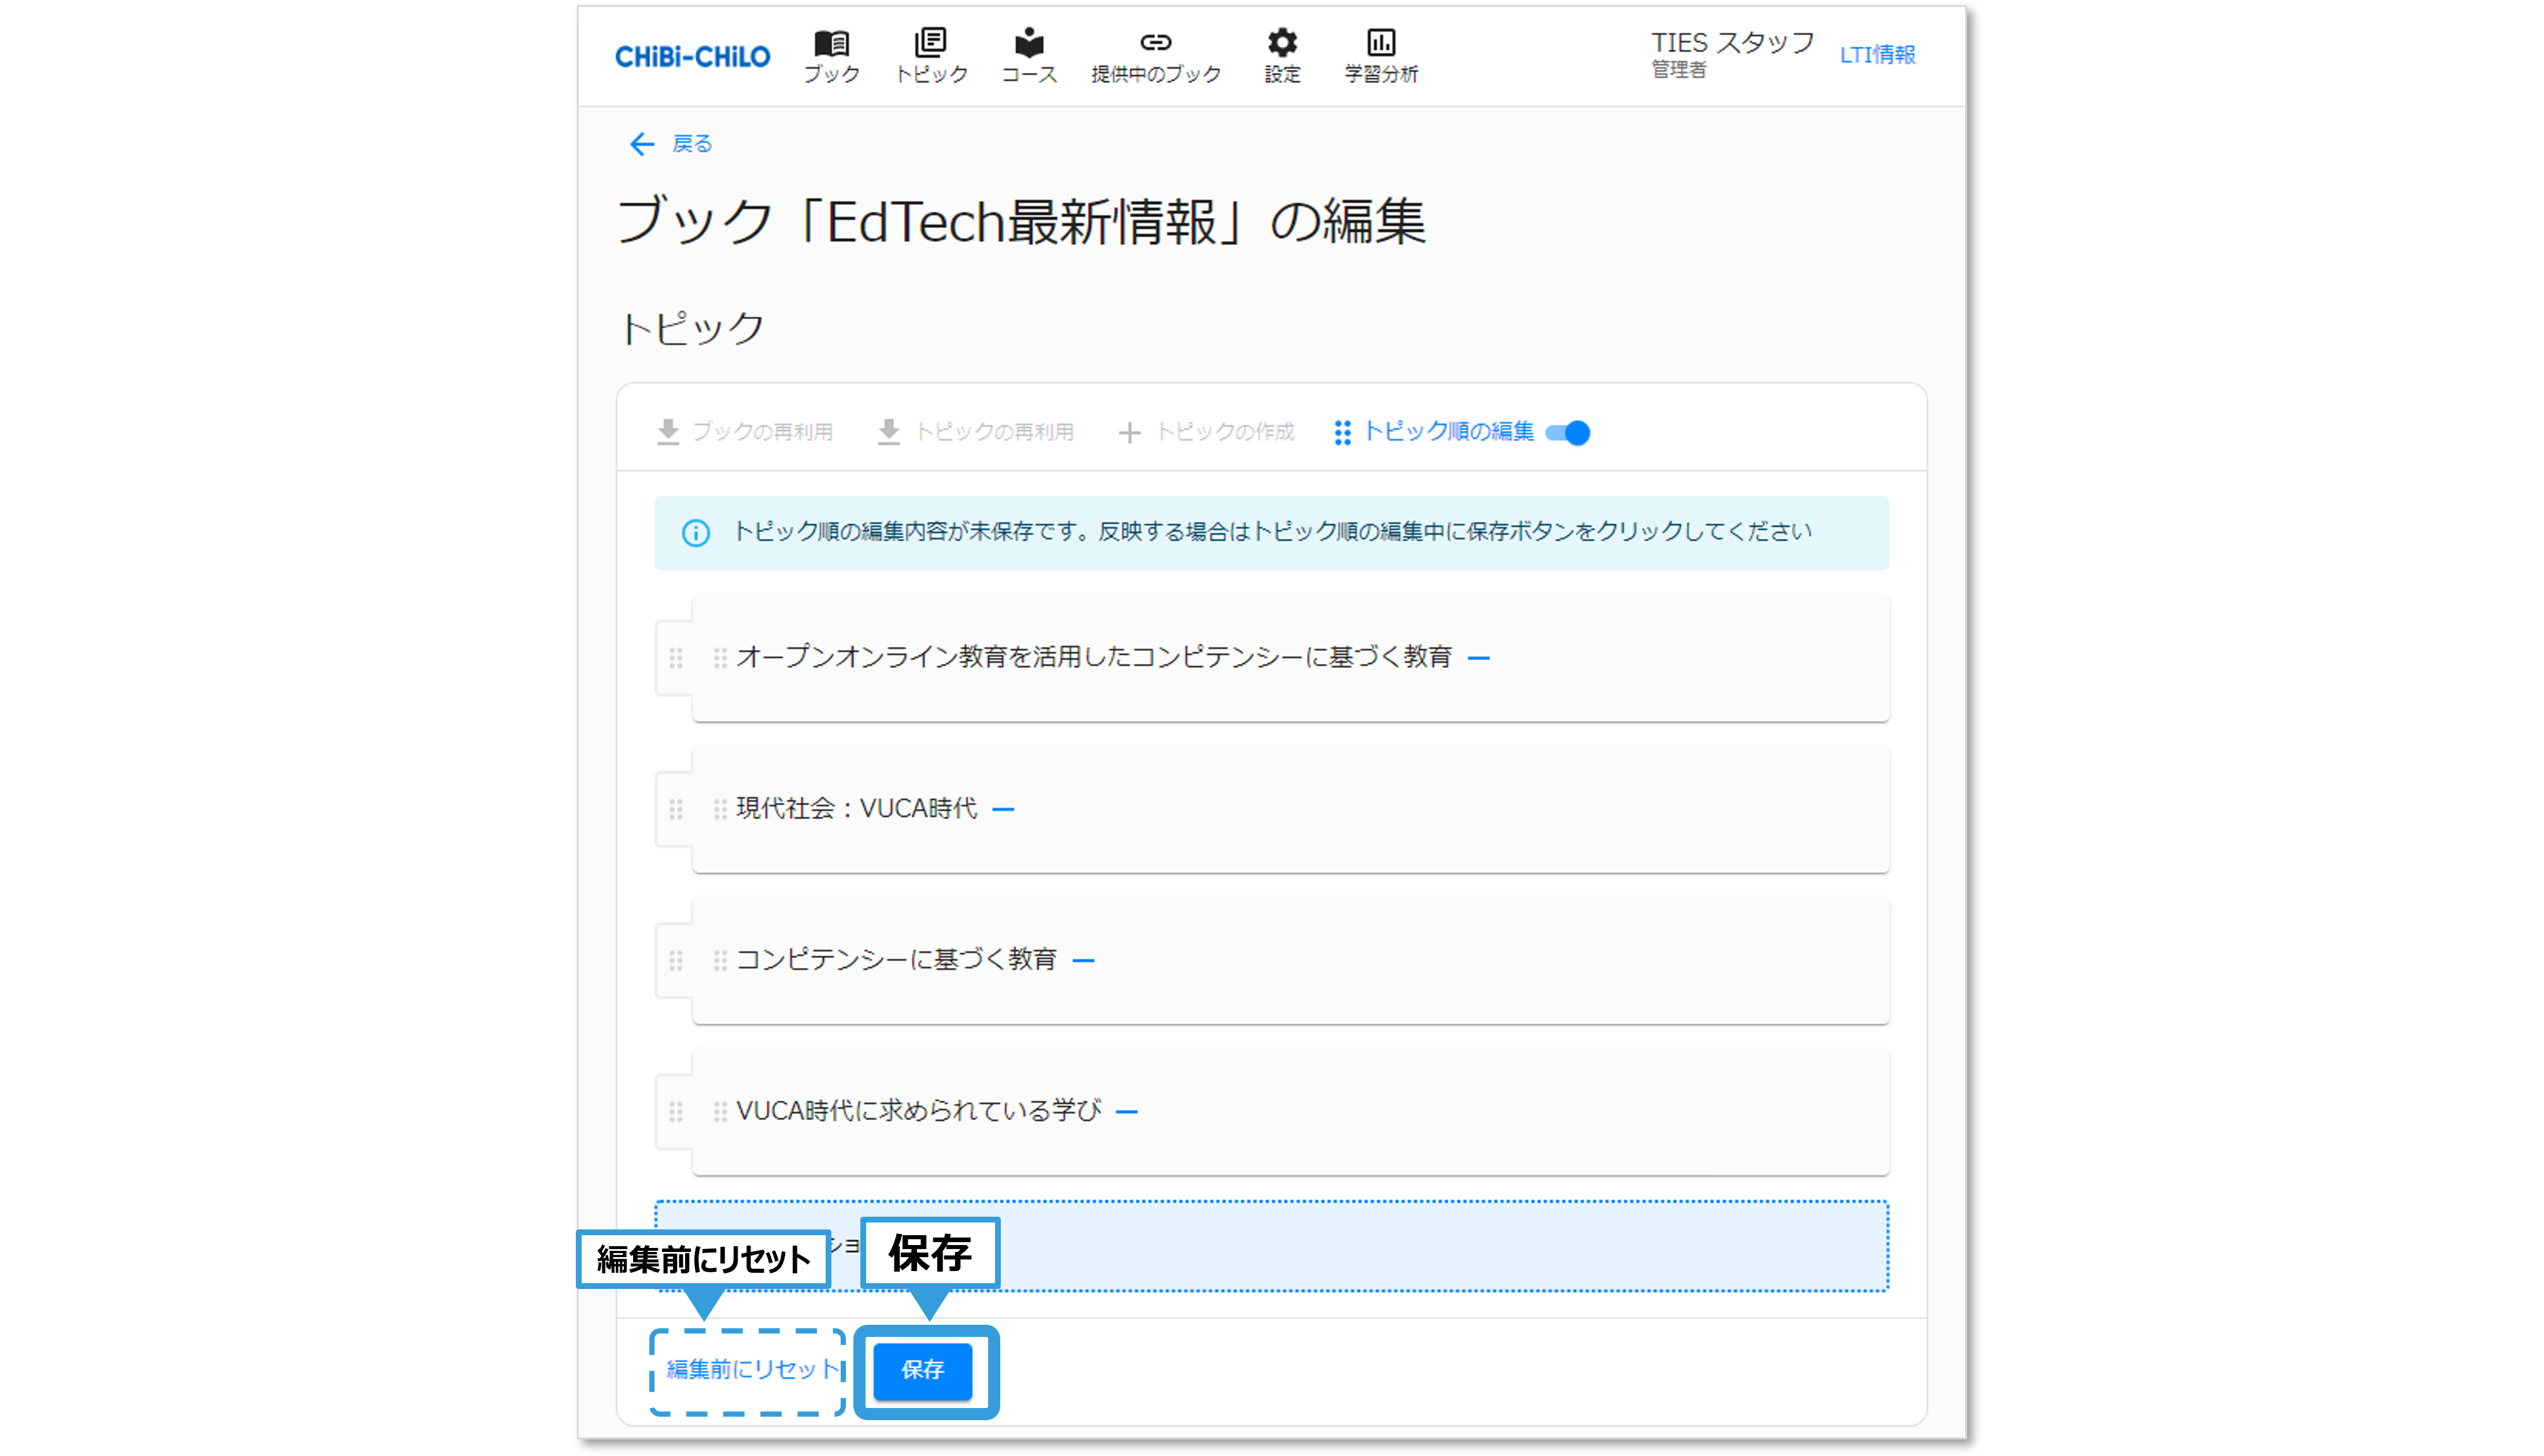 CHiBi-CHiLO
ブック
トピック
コース
提供中のブック
設定
学習分析
TIES スタッフ
管理者
LTI情報
戻る
ブック「EdTech最新情報」の編集
トピック
ブックの再利用
トピックの再利用
トピックの作成
トピック順の編集
トピック順の編集内容が未保存です。反映する場合はトピック順の編集中に保存ボタンをクリックしてください
オープンオンライン教育を活用したコンピテンシーに基づく教育
現代社会：VUCA時代
コンピテンシーに基づく教育
VUCA時代に求められている学び
編集前にリセット
保存
編集前にリセット
保存